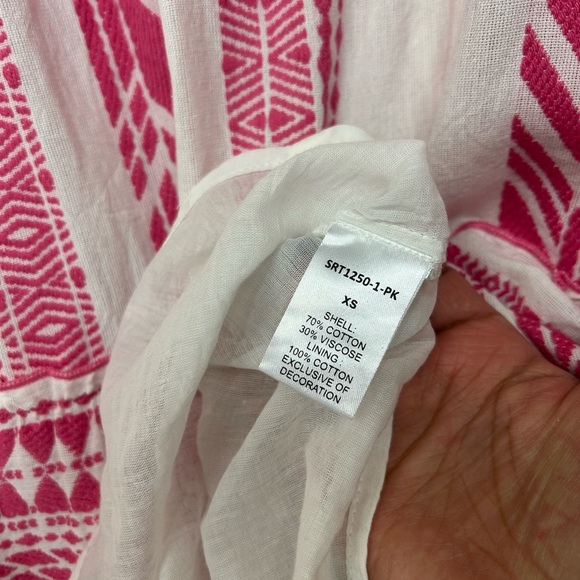 SRT1250-1-PK
XS
SHELL:
70% COTTON
30% VISCOSE
LINING :
100% COTTON
EXCLUSIVE OF
DECORATION